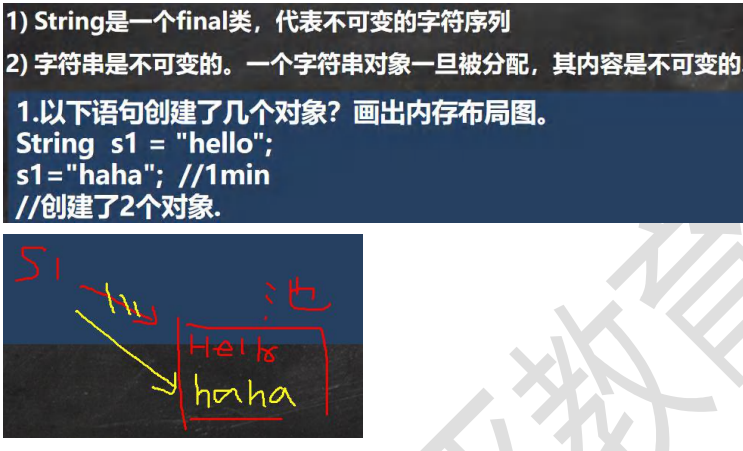 1) String是一个final类，代表不可变的字符序列
2) 字符串是不可变的。一个字符串对象一旦被分配，其内容是不可变的.
1.以下语句创建了几个对象？画出内存布局图。
String s1 = "hello";
s1="haha"; //1min
//创建了2个对象.
S1
池
Hello
haha
教育